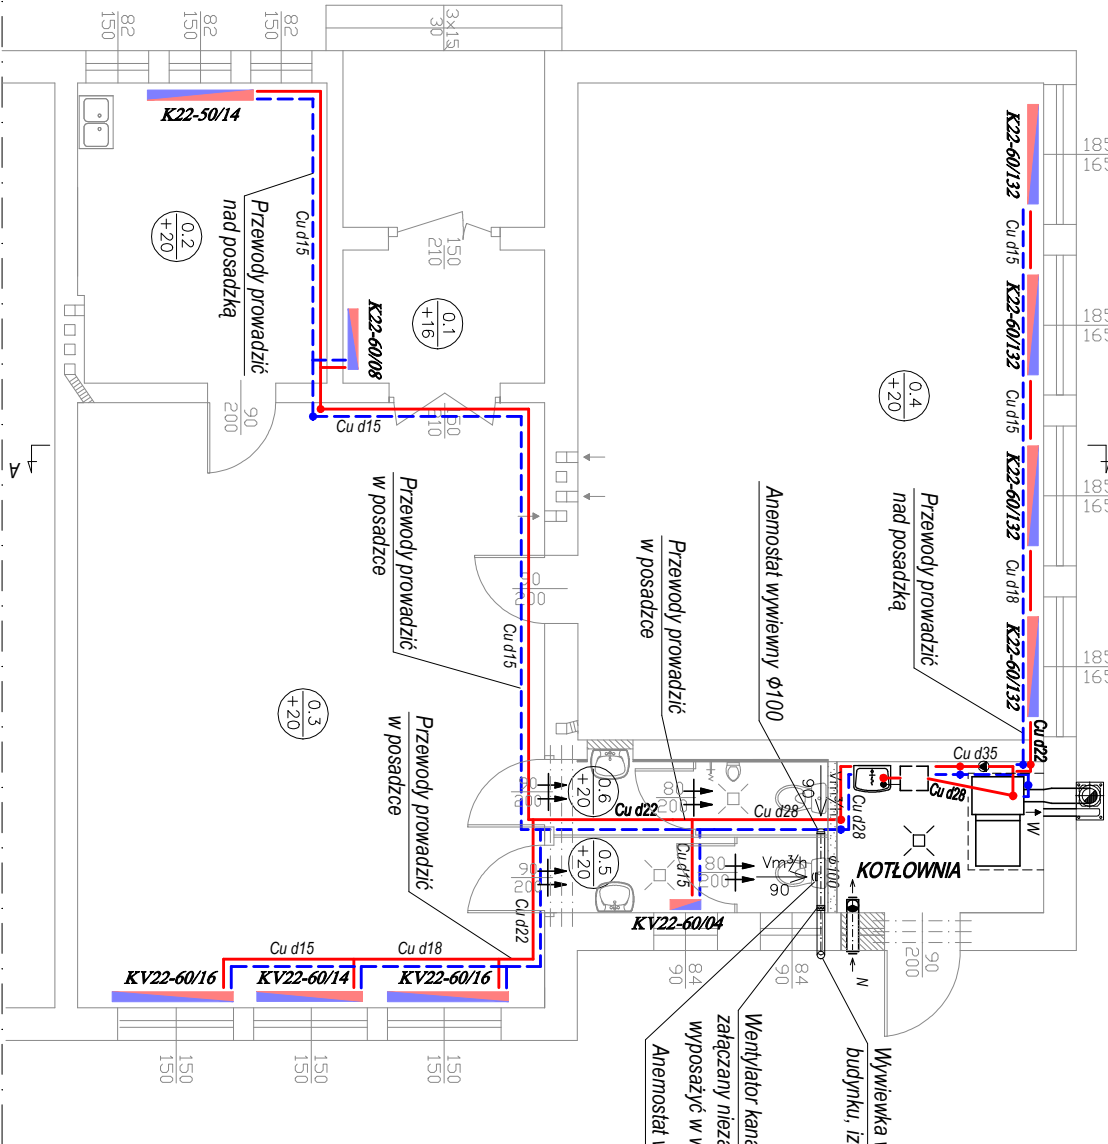 82
150
82
150
82
150
3x15
30
K22-50/14
Przewody prowadzić
nad posadzką
Cu d15
0.2
+20
K22-60/08
0.1
+16
150
210
90
200
Cu d15
A
K22-60/132
Cu d15
K22-60/132
Cu d15
K22-60/132
Cu d18
K22-60/132
Cu d22
185
165
185
165
185
165
185
165
0.4
+20
Przewody prowadzić
nad posadzką
Anemostat wywiewny ϕ100
Przewody prowadzić
w posadzce
Przewody prowadzić
w posadzce
90
200
Cu d15
0.3
+20
Przewody prowadzić
w posadzce
Cu d35
Cu d28
Cu d28
KOTŁOWNIA
W
N
0.6
+20
Cu d22
Cu d28
80
200
90
0.5
+20
90
200
Cu d15
80
200
Vm³/h
90
Cu d22
KV22-60/04
Cu d15
Cu d18
KV22-60/16
KV22-60/14
KV22-60/16
84
90
84
90
90
200
150
150
150
150
150
150
Wywiewka
budynku, iz
Wentylator kana
załączany nieza
wyposażyć w w
Anemostat